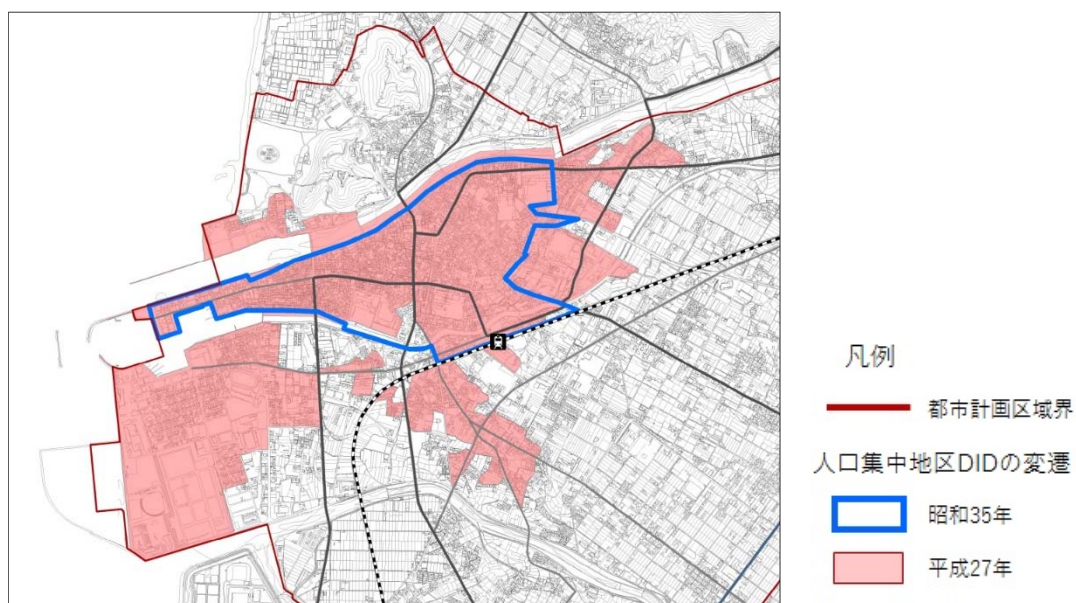 凡例
都市計画区域界
人口集中地区DIDの変遷
昭和35年
平成27年